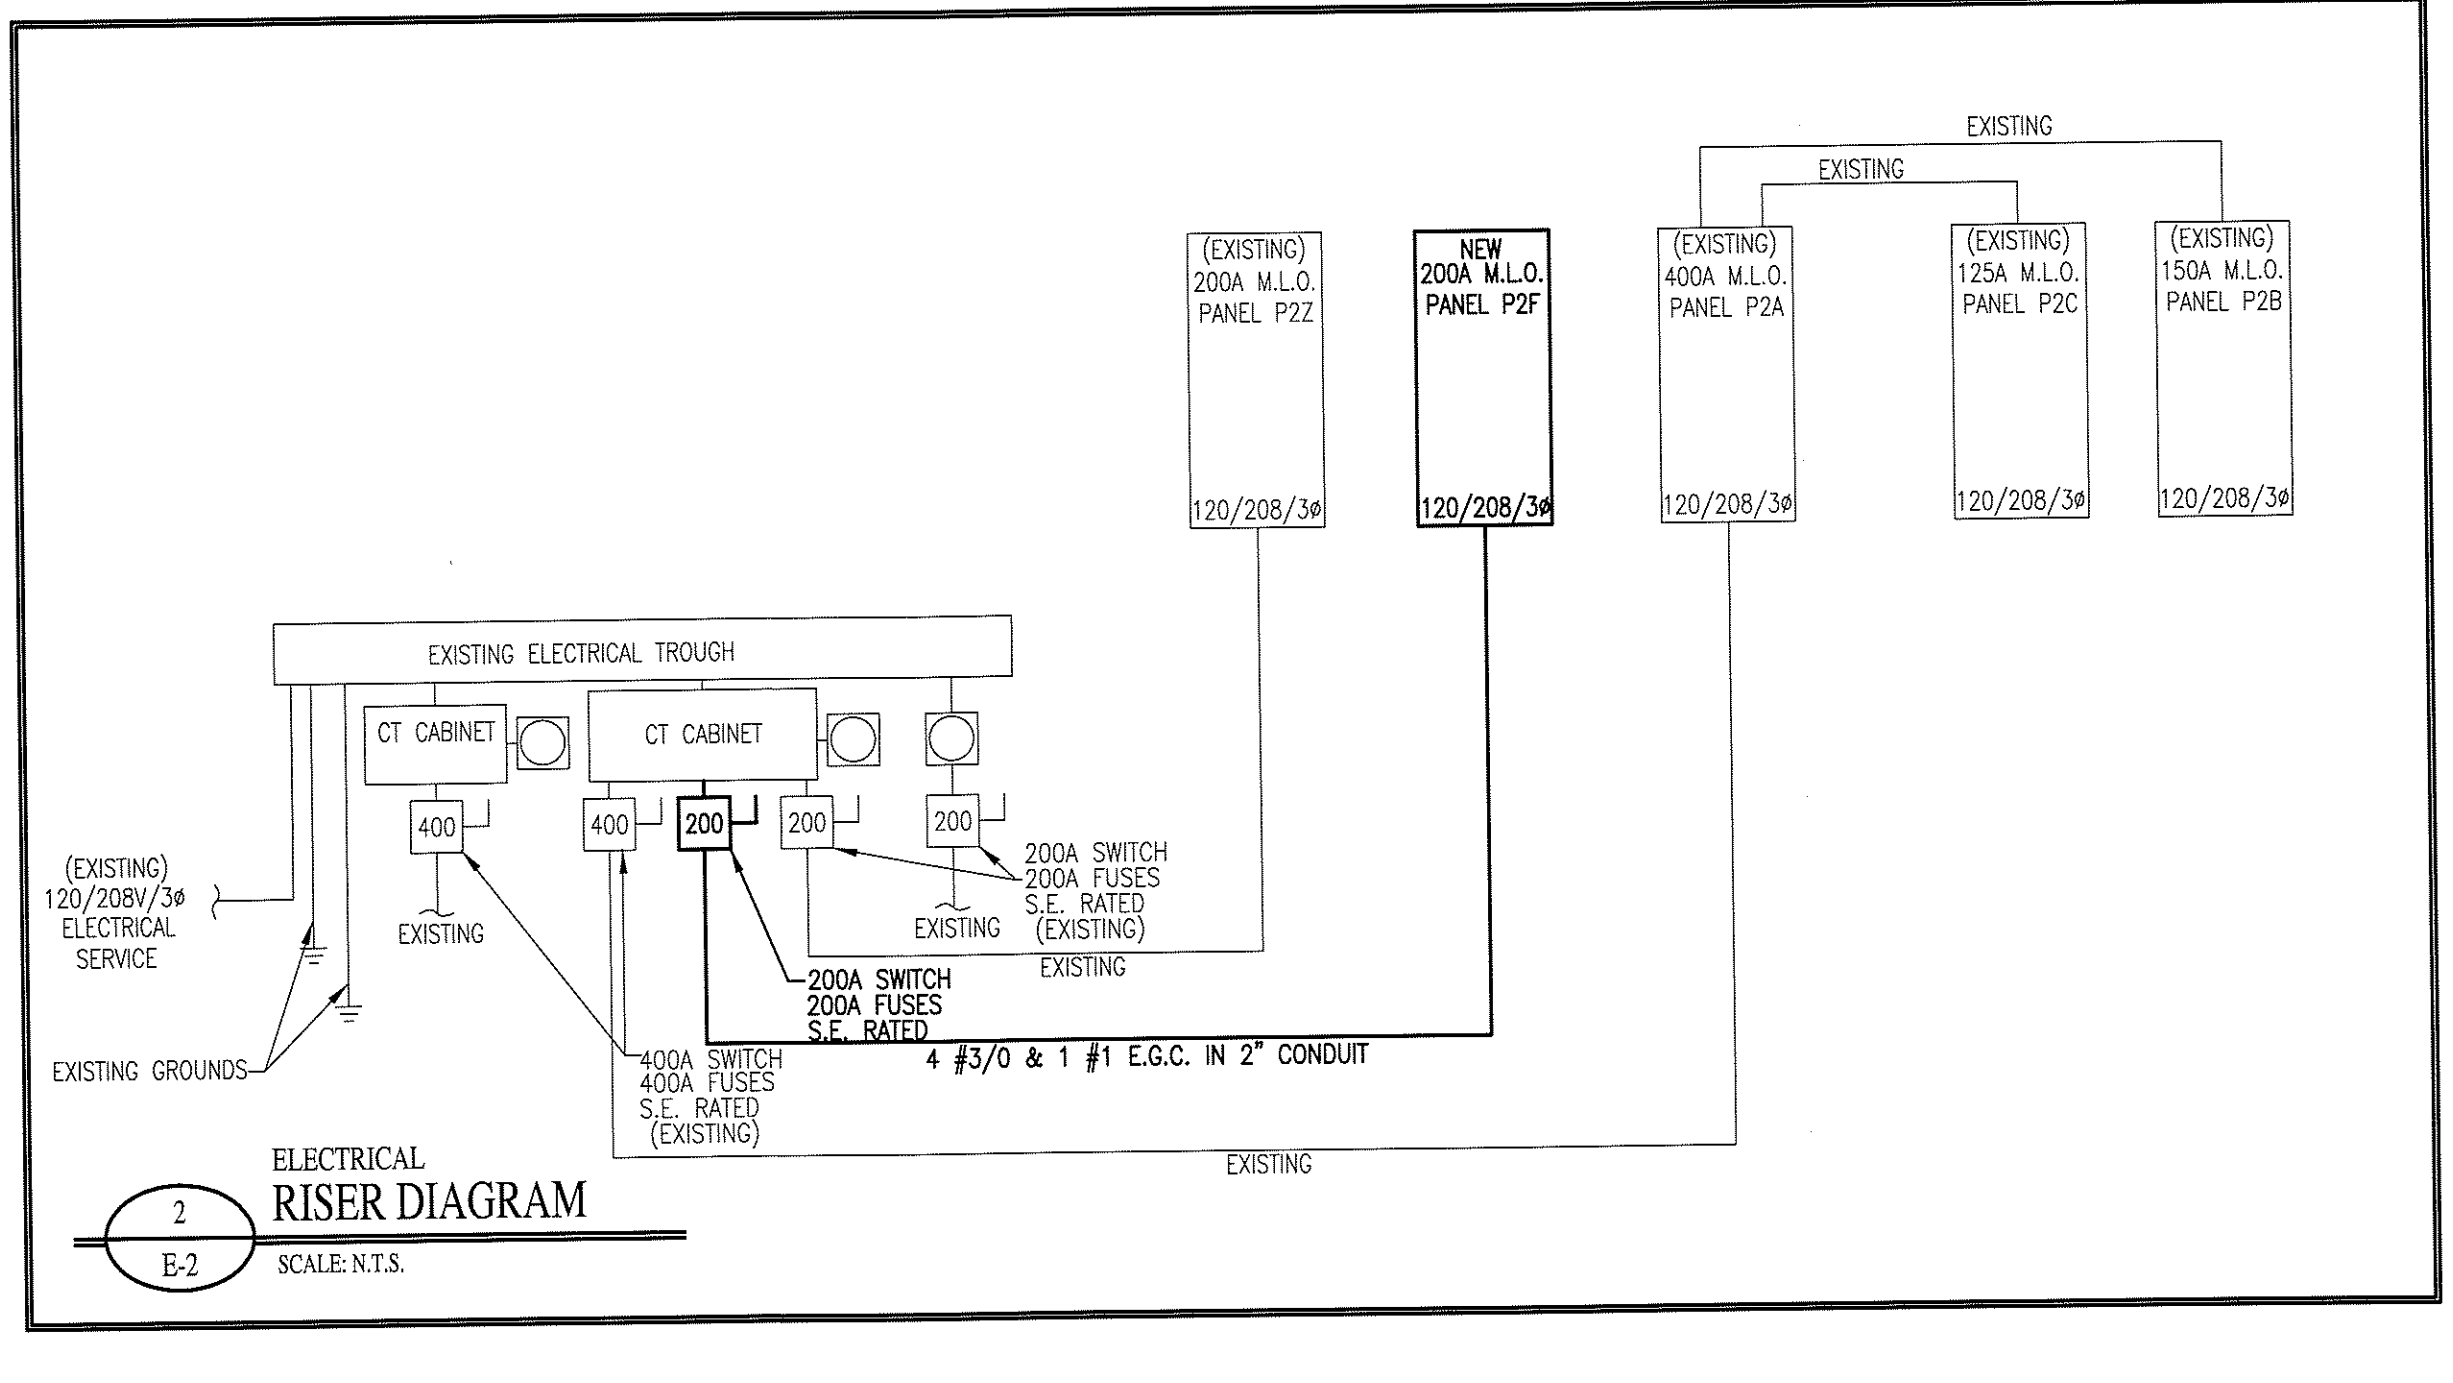 EXISTING
EXISTING
(EXISTING)
200A M.L.O.
PANEL P2Z
120/208/3ø
NEW
200A M.L.O.
PANEL P2F
120/208/3ø
(EXISTING)
400A M.L.O.
PANEL P2A
120/208/3ø
(EXISTING)
125A M.L.O.
PANEL P2C
120/208/3ø
(EXISTING)
150A M.L.O.
PANEL P2B
120/208/3ø
EXISTING ELECTRICAL TROUGH
CT CABINET
CT CABINET
400
400
200
200
200
(EXISTING)
120/208V/3ø
ELECTRICAL
SERVICE
EXISTING
EXISTING
200A SWITCH
200A FUSES
S.E. RATED
(EXISTING)
EXISTING
200A SWITCH
200A FUSES
S.E. RATED
4 #3/0 & 1 #1 E.G.C. IN 2" CONDUIT
EXISTING GROUNDS
400A SWITCH
400A FUSES
S.E. RATED
(EXISTING)
EXISTING
2
E-2
ELECTRICAL
RISER DIAGRAM
SCALE: N.T.S.